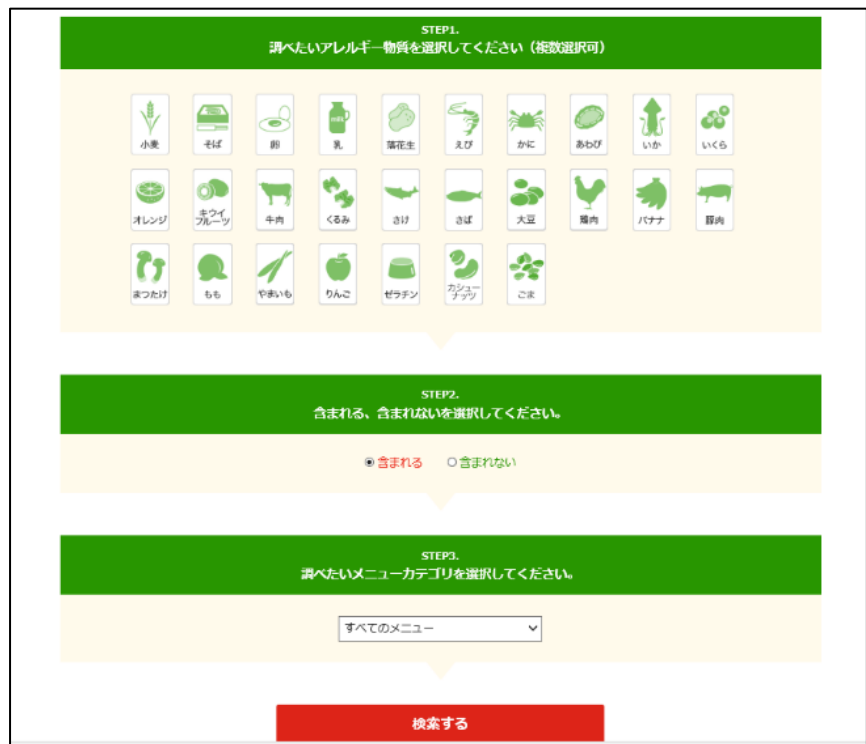 STEP1.
調べたいアレルギー物質を選択してください（複数選択可）
小麦 そば 卵 乳 落花生 えび かに あわび いか いくら
オレンジ キウイ 牛肉 くるみ さけ さば 大豆 鶏肉 バナナ 豚肉
フルーツ
まつたけ もも やまいも りんご ゼラチン カシュー ごま
ナッツ
STEP2.
含まれる、含まれないを選択してください。
含まれる 含まれない
STEP3.
調べたいメニューカテゴリを選択してください。
すべてのメニュー
検索する